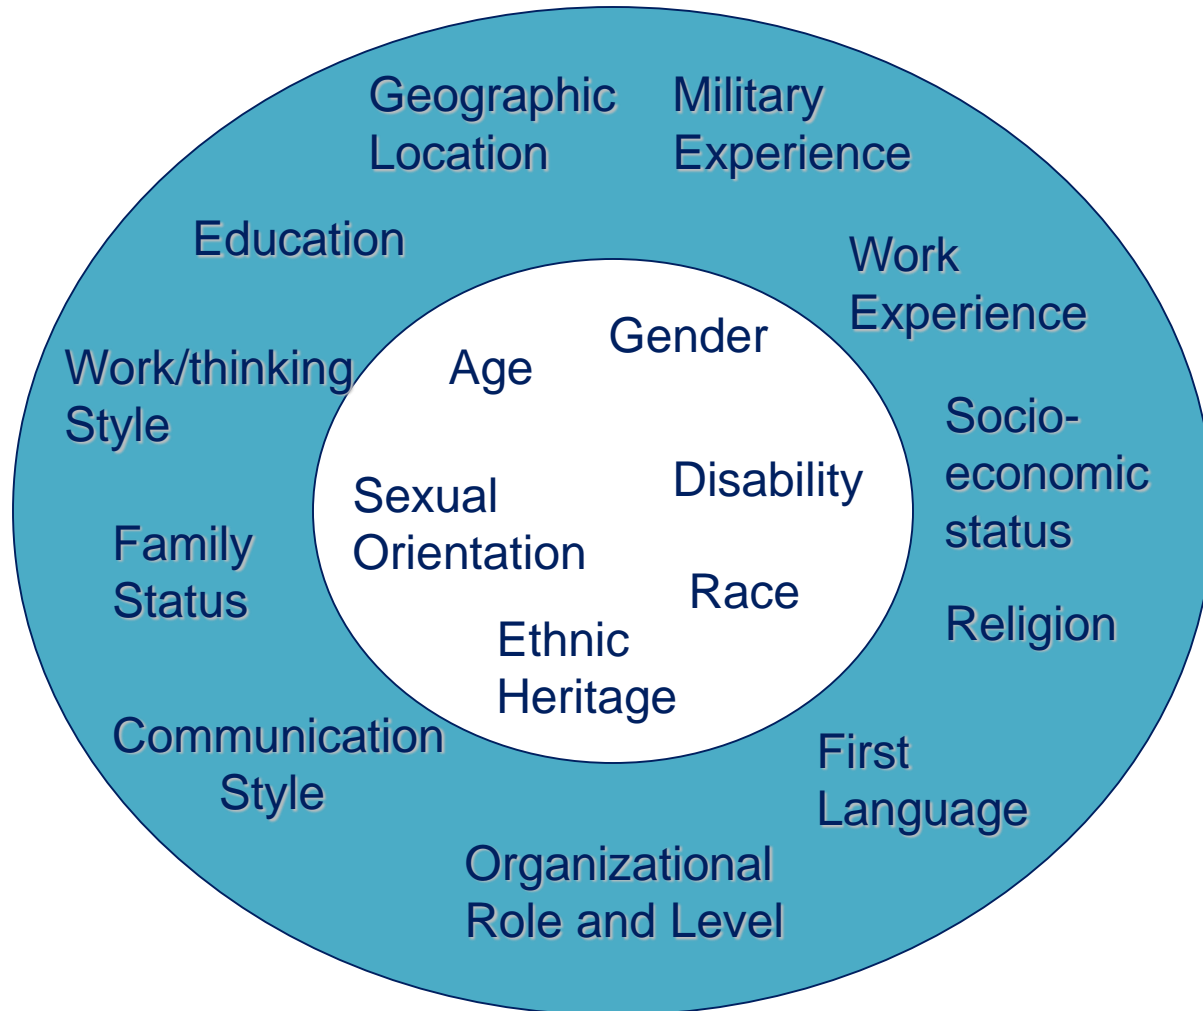 Geographic
Location
Military
Experience
Education
Work
Experience
Gender
Age
Work/thinking
Style
Socio-
economic
status
Disability
Sexual
Orientation
Family
Status
Race
Religion
Ethnic
Heritage
Communication
Style
First
Language
Organizational
Role and Level